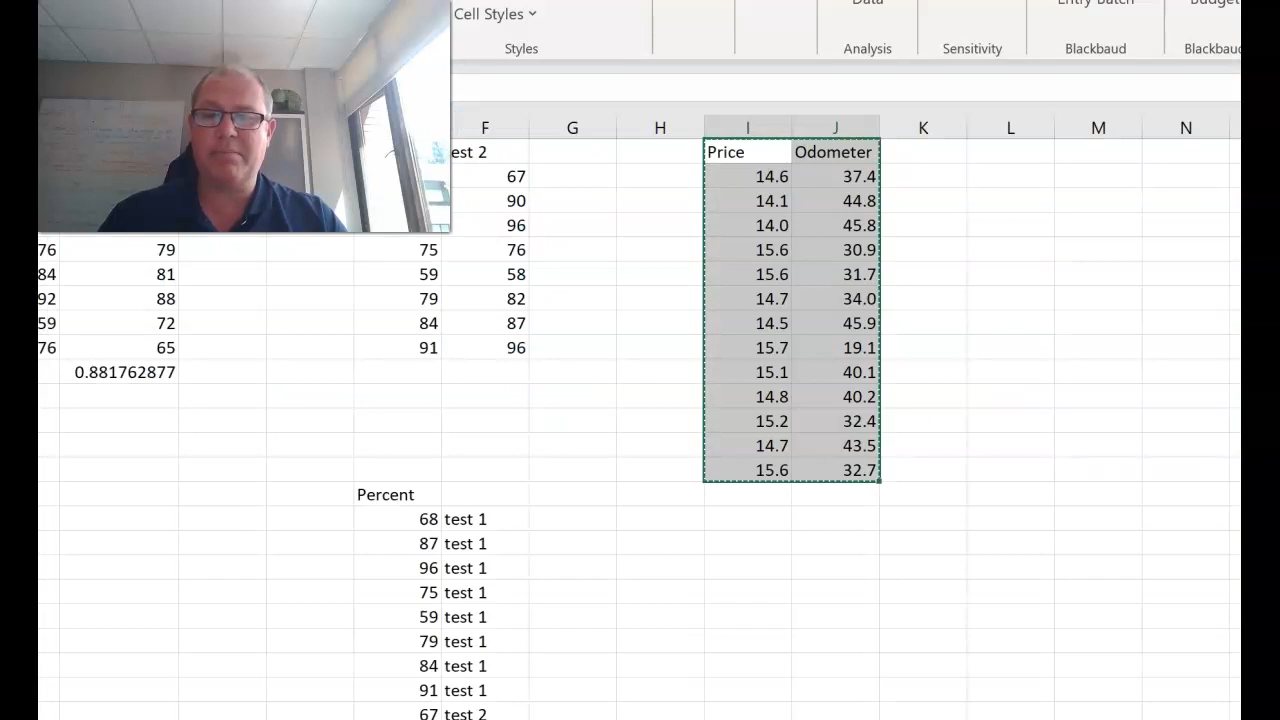 Cell Styles
Data
Entry Batch
Budget
Styles
Analysis
Sensitivity
Blackbaud
Blackbaud
F G H I J K L M N
est 2 Price Odometer
67 14.6 37.4
90 14.1 44.8
96 14.0 45.8
76 79 75 76 15.6 30.9
84 81 59 58 15.6 31.7
92 88 79 82 14.7 34.0
59 72 84 87 14.5 45.9
76 65 91 96 15.7 19.1
0.881762877 15.1 40.1
14.8 40.2
15.2 32.4
14.7 43.5
15.6 32.7
Percent
68 test 1
87 test 1
96 test 1
75 test 1
59 test 1
79 test 1
84 test 1
91 test 1
67 test 2